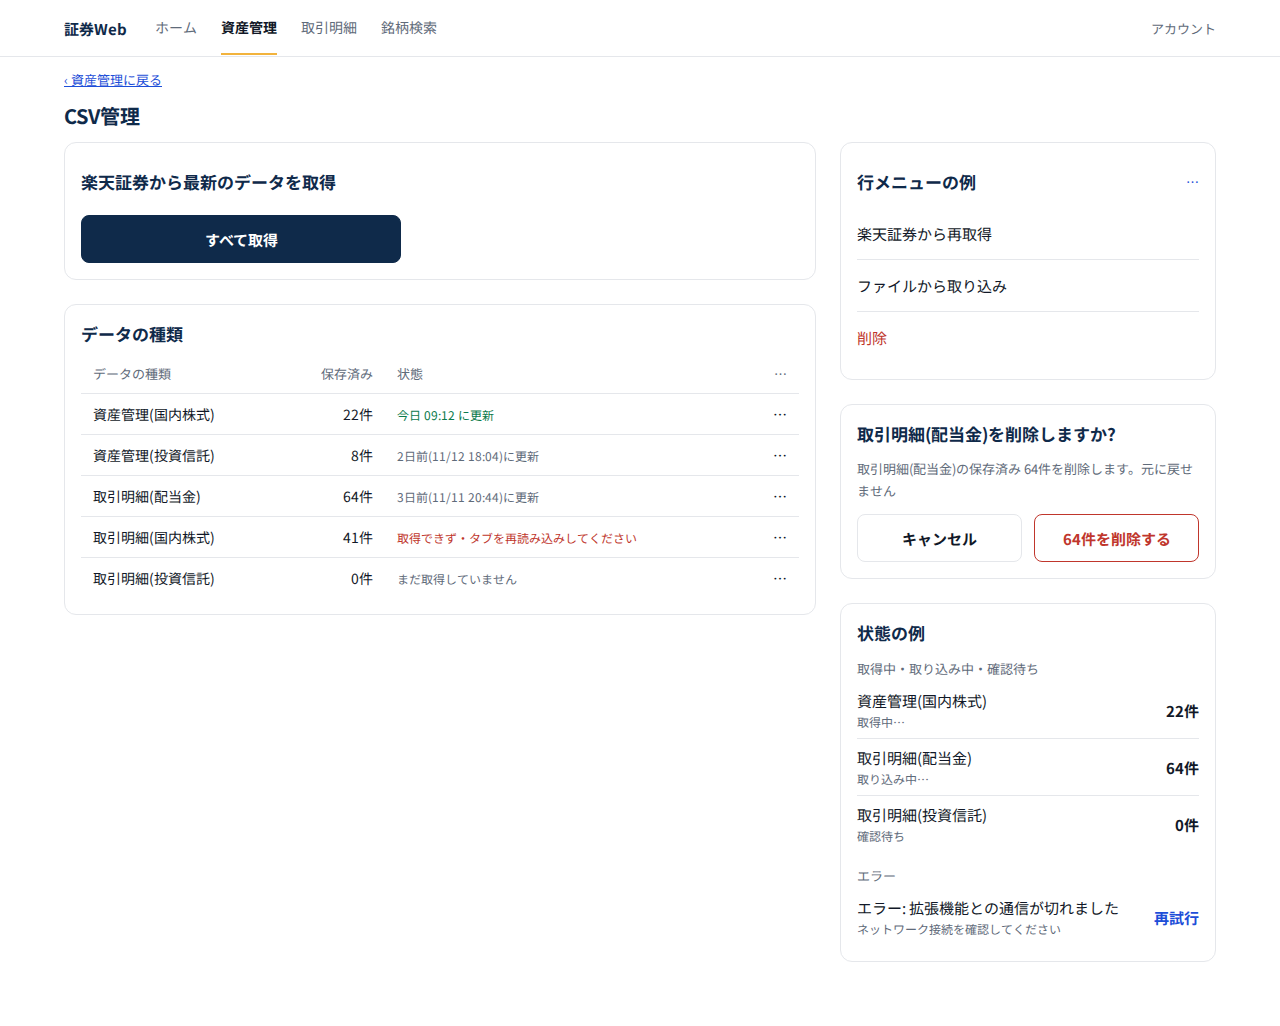 証券Web
ホーム
資産管理
取引明細
銘柄検索
アカウント
‹ 資産管理に戻る
CSV管理
楽天証券から最新のデータを取得
すべて取得
データの種類
データの種類 保存済み 状態 …
資産管理(国内株式) 22件 今日 09:12 に更新 …
資産管理(投資信託) 8件 2日前(11/12 18:04)に更新 …
取引明細(配当金) 64件 3日前(11/11 20:44)に更新 …
取引明細(国内株式) 41件 取得できず・タブを再読み込みしてください …
取引明細(投資信託) 0件 まだ取得していません …
行メニューの例 …
楽天証券から再取得
ファイルから取り込み
削除
取引明細(配当金)を削除しますか?
取引明細(配当金)の保存済み 64件を削除します。元に戻せ
ません
キャンセル
64件を削除する
状態の例
取得中・取り込み中・確認待ち
資産管理(国内株式)
取得中…
22件
取引明細(配当金)
取り込み中…
64件
取引明細(投資信託)
確認待ち
0件
エラー
エラー: 拡張機能との通信が切れました
ネットワーク接続を確認してください
再試行